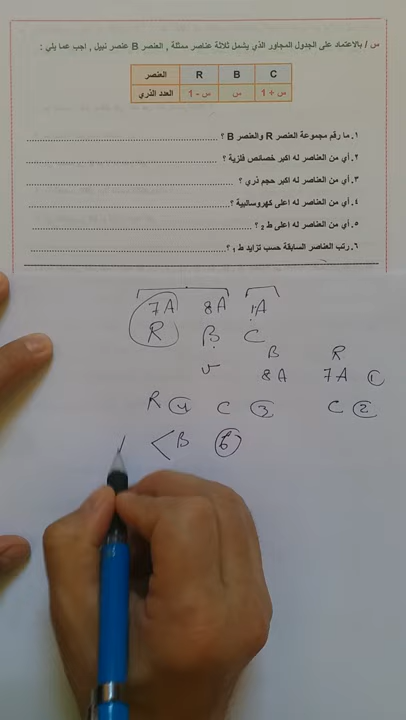 س / بالاعتماد على الجدول المجاور الذي يشمل ثلاثة عناصر ممثلة , العنصر B عنصر نبيل , اجب عما يلي :
العنصر R B C
العدد الذري س - 1 س س + 1
١. ما رقم مجموعة العنصر R والعنصر B ؟
٢. أي من العناصر له اكبر خصائص فلزية ؟
٣. أي من العناصر له أكبر حجم ذري ؟
٤. أي من العناصر له اعلى كهروسالبية ؟
٥. أي من العناصر له اعلى ط٢ ؟
٦. رتب العناصر السابقة حسب تزايد ط١ ؟
7A 8A 1A
R B C
B R
س 8A 7A 1
R 4 C 3 C 2
< B 6